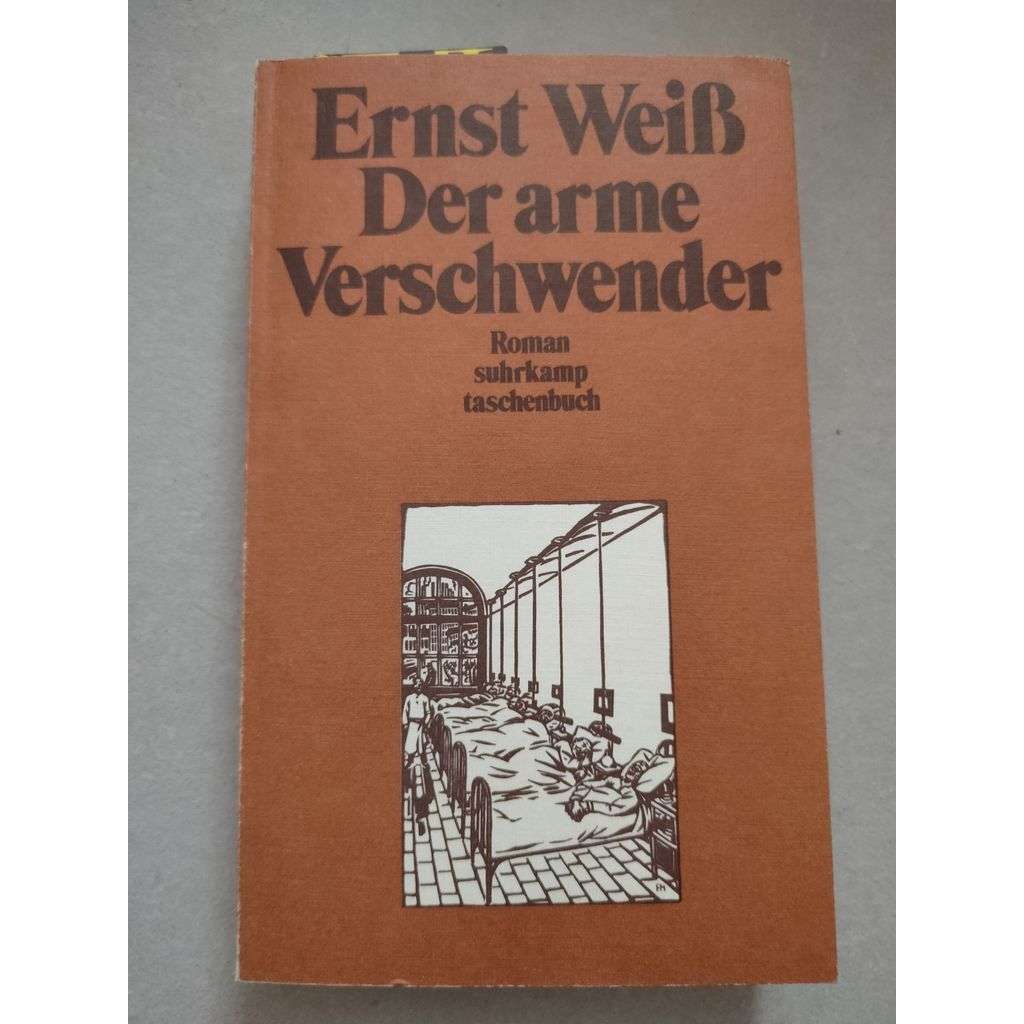 Ernst Weiß
Der arme
Verschwender
Roman
suhrkamp
taschenbuch